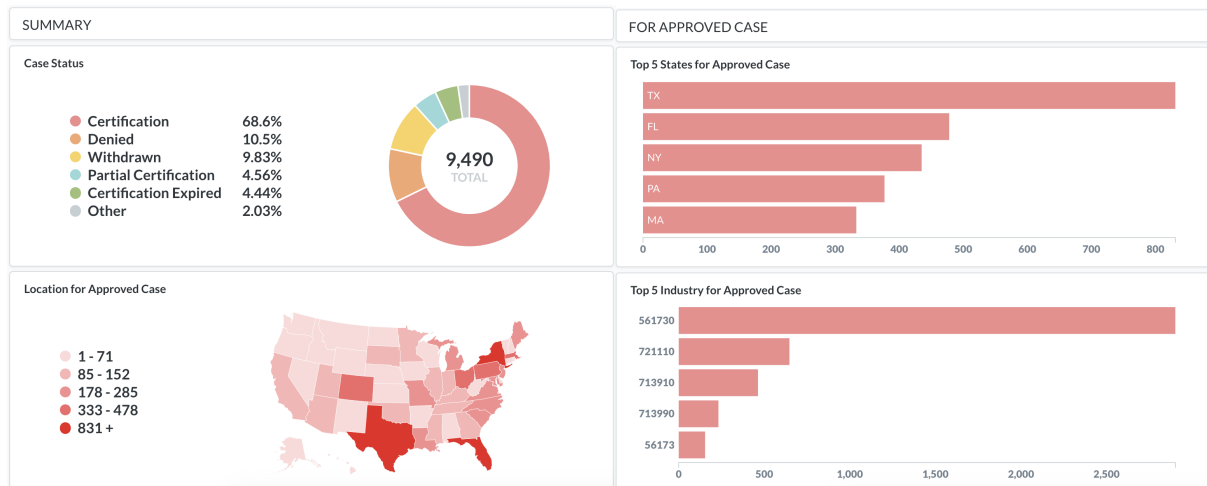 SUMMARY
Case Status
Certification 68.6%
Denied 10.5%
Withdrawn 9.83%
Partial Certification 4.56%
Certification Expired 4.44%
Other 2.03%
9,490
TOTAL
Location for Approved Case
1 - 71
85 - 152
178 - 285
333 - 478
831 +
FOR APPROVED CASE
Top 5 States for Approved Case
TX
FL
NY
PA
MA
0 100 200 300 400 500 600 700 800
Top 5 Industry for Approved Case
561730
721110
713910
713990
56173
0 500 1,000 1,500 2,000 2,500